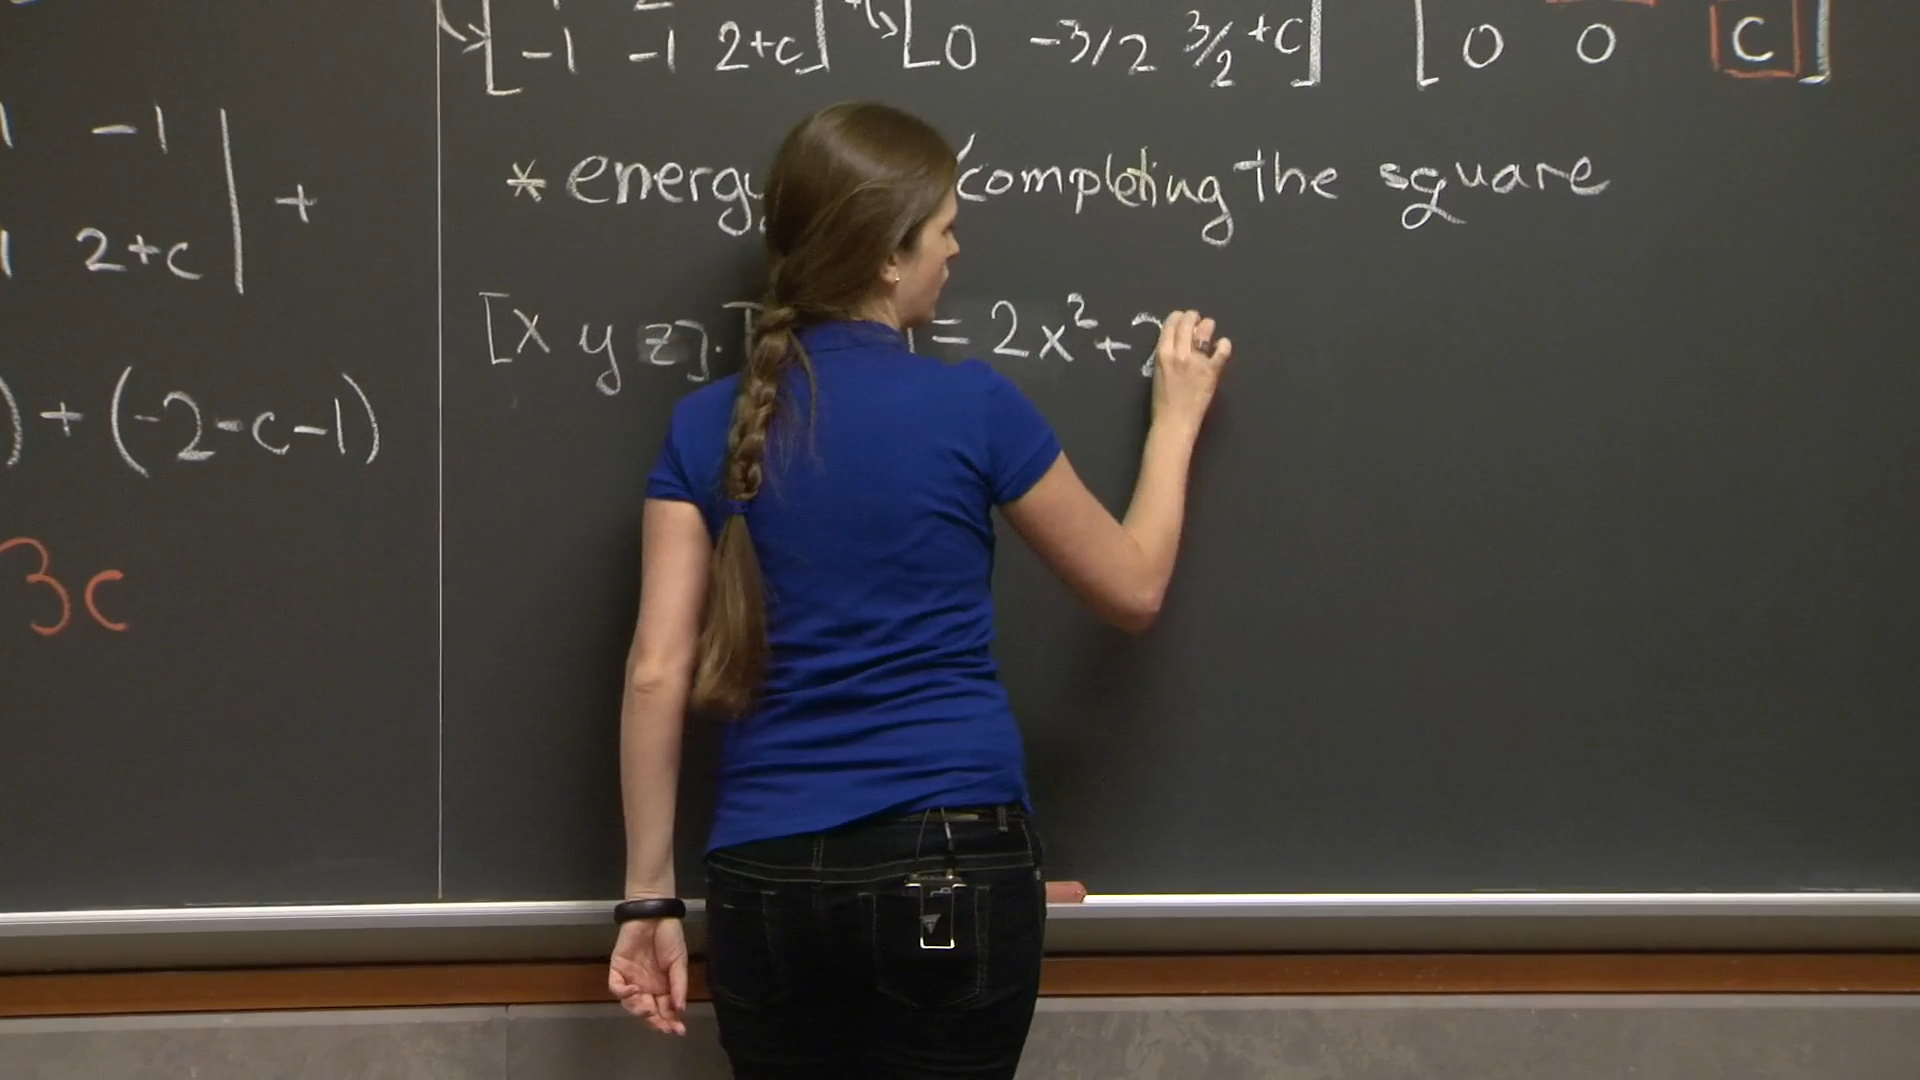 -1 -1 2+c] [0 -3/2 3/2+c] [0 0 c]
-1
+
2+c
* energy /completing the square
[x y z]. = 2x²+2
) + (-2-c-1)
3c